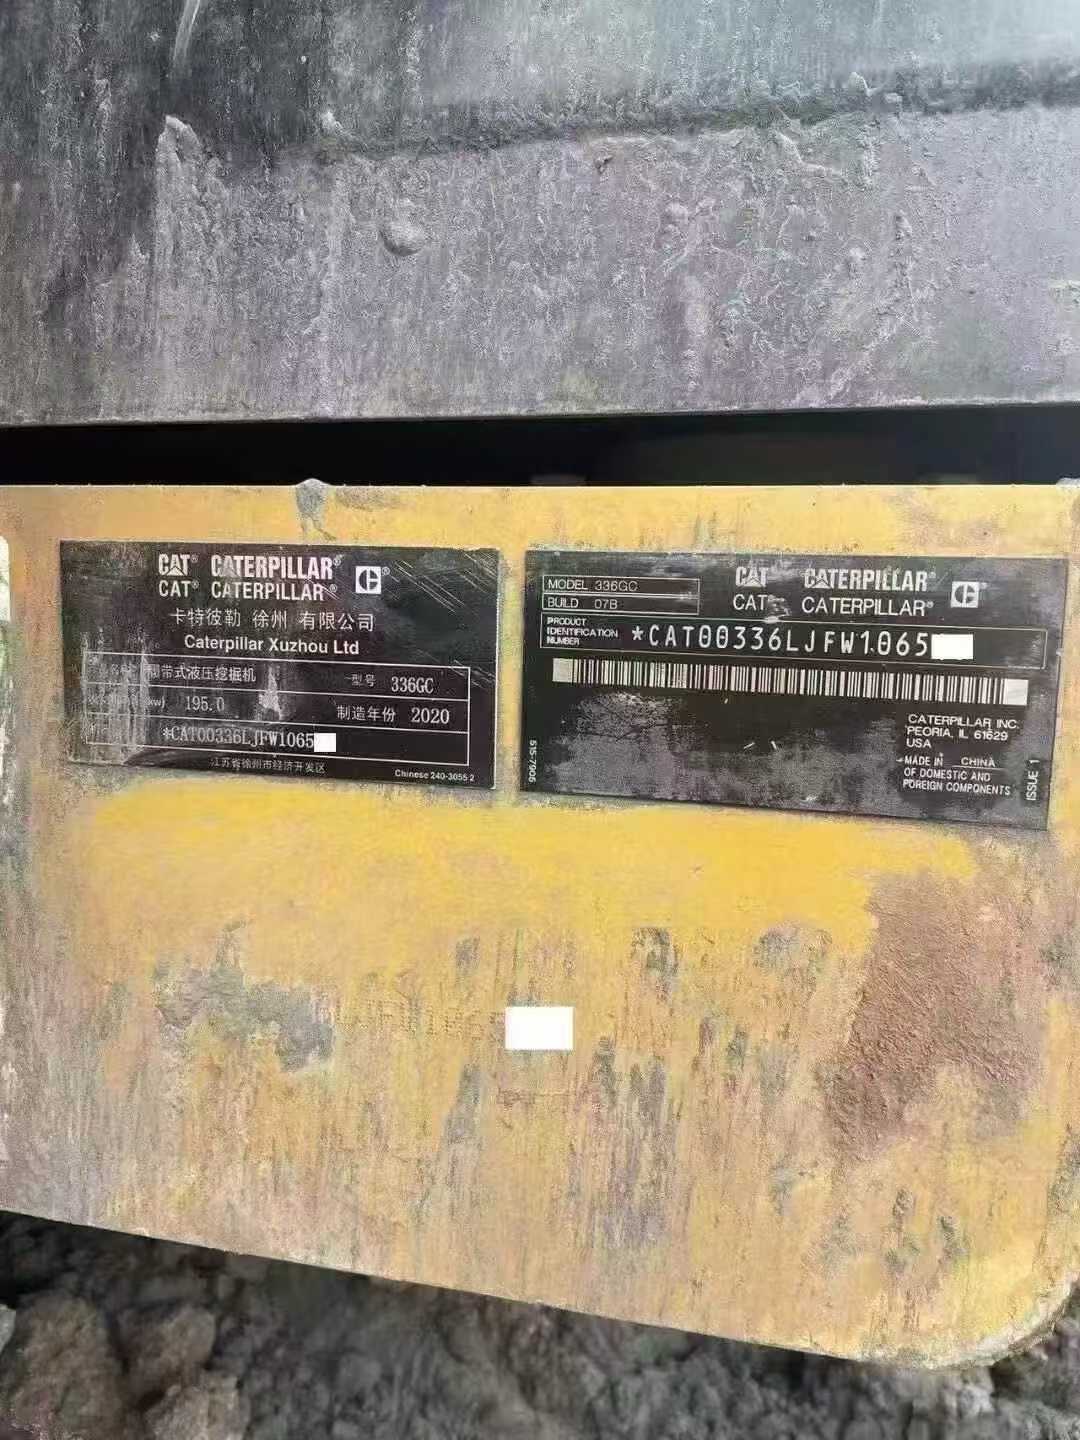 CAT® CATERPILLAR®
CAT® CATERPILLAR®
卡特彼勒 徐州 有限公司
Caterpillar Xuzhou Ltd
带式液压挖掘机
型号 336GC
195.0
制造年份 2020
*CAT00336LJFW1065
江苏省徐州市经济开发区
Chinese 240-3055 2
MODEL 336GC
BUILD 07B
CAT® CATERPILLAR®
CAT CATERPILLAR®
PRODUCT
IDENTIFICATION
NUMBER
*CAT00336LJFW1065
515-7906
CATERPILLAR INC.
PEORIA, IL 61629
USA
MADE IN CHINA
OF DOMESTIC AND
FOREIGN COMPONENTS
ISSUE 1